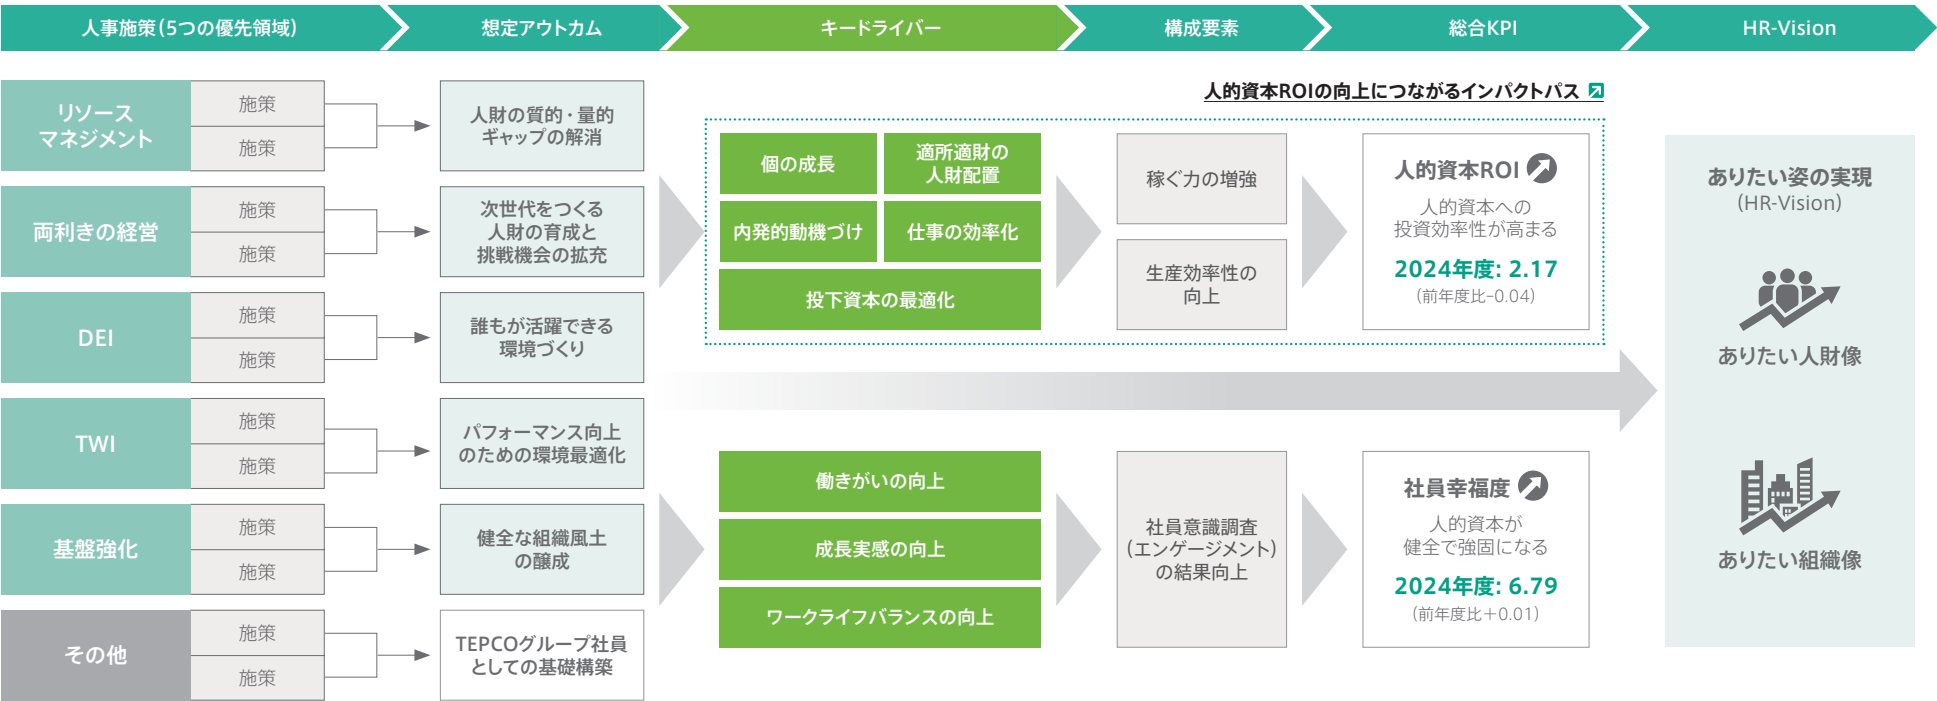 人事施策(5つの優先領域)
想定アウトカム
キードライバー
構成要素
総合KPI
HR-Vision
リソース
マネジメント
施策
施策
人財の質的・量的
ギャップの解消
両利きの経営
施策
施策
次世代をつくる
人財の育成と
挑戦機会の拡充
DEI
施策
施策
誰もが活躍できる
環境づくり
TWI
施策
施策
パフォーマンス向上
のための環境最適化
基盤強化
施策
施策
健全な組織風土
の醸成
その他
施策
施策
TEPCOグループ社員
としての基礎構築
人的資本ROIの向上につながるインパクトパス
個の成長
適所適財の
人財配置
内発的動機づけ
仕事の効率化
投下資本の最適化
稼ぐ力の増強
生産効率性の
向上
人的資本ROI
人的資本への
投資効率性が高まる
2024年度: 2.17
(前年度比-0.04)
働きがいの向上
成長実感の向上
ワークライフバランスの向上
社員意識調査
(エンゲージメント)
の結果向上
社員幸福度
人的資本が
健全で強固になる
2024年度: 6.79
(前年度比+0.01)
ありたい姿の実現
(HR-Vision)
ありたい人財像
ありたい組織像